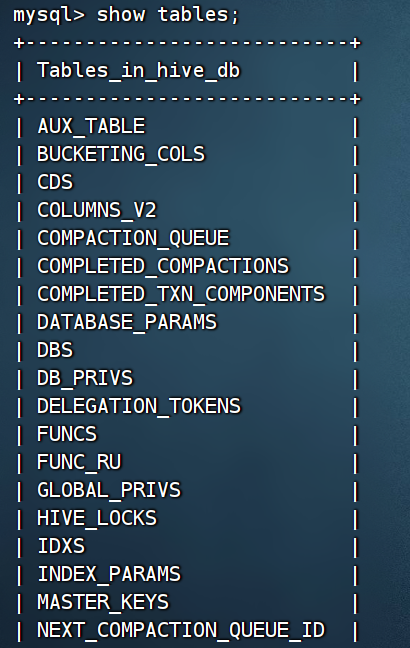 mysql> show tables;
+---------------------------+
| Tables_in_hive_db         |
+---------------------------+
| AUX_TABLE                 |
| BUCKETING_COLS            |
| CDS                       |
| COLUMNS_V2                |
| COMPACTION_QUEUE          |
| COMPLETED_COMPACTIONS     |
| COMPLETED_TXN_COMPONENTS  |
| DATABASE_PARAMS           |
| DBS                       |
| DB_PRIVS                  |
| DELEGATION_TOKENS         |
| FUNCS                     |
| FUNC_RU                   |
| GLOBAL_PRIVS              |
| HIVE_LOCKS                |
| IDXS                      |
| INDEX_PARAMS              |
| MASTER_KEYS               |
| NEXT_COMPACTION_QUEUE_ID  |